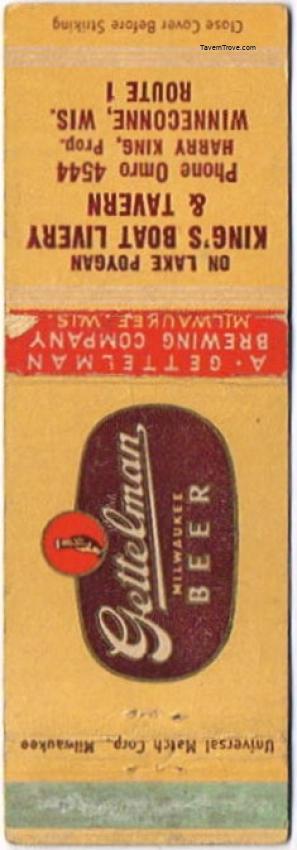 Close Cover Before Striking
TavernTrove.com
ON LAKE POYGAN
KING'S BOAT LIVERY
& TAVERN
Phone Omro 4544
HARRY KING, Prop.
WINNECONNE, WIS.
ROUTE 1
A. GETTELMAN
BREWING COMPANY
MILWAUKEE, WIS.
Gettelman
MILWAUKEE
BEER
Universal Match Corp., Milwaukee